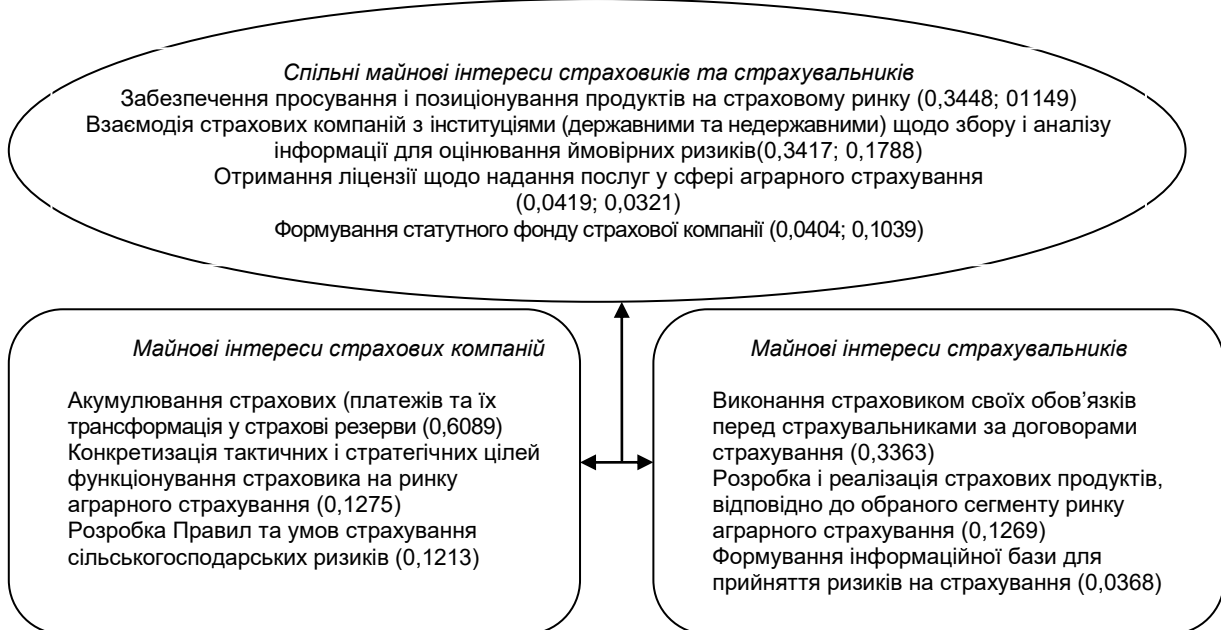 Спільні майнові інтереси страховиків та страхувальників
Забезпечення просування і позиціонування продуктів на страховому ринку (0,3448; 01149)
Взаємодія страхових компаній з інституціями (державними та недержавними) щодо збору і аналізу
інформації для оцінювання ймовірних ризиків(0,3417; 0,1788)
Отримання ліцензії щодо надання послуг у сфері аграрного страхування
(0,0419; 0,0321)
Формування статутного фонду страхової компанії (0,0404; 0,1039)
Майнові інтереси страхових компаній
Акумулювання страхових (платежів та їх
трансформація у страхові резерви (0,6089)
Конкретизація тактичних і стратегічних цілей
функціонування страховика на ринку
аграрного страхування (0,1275)
Розробка Правил та умов страхування
сільськогосподарських ризиків (0,1213)
Майнові інтереси страхувальників
Виконання страховиком своїх обов’язків
перед страхувальниками за договорами
страхування (0,3363)
Розробка і реалізація страхових продуктів,
відповідно до обраного сегменту ринку
аграрного страхування (0,1269)
Формування інформаційної бази для
прийняття ризиків на страхування (0,0368)